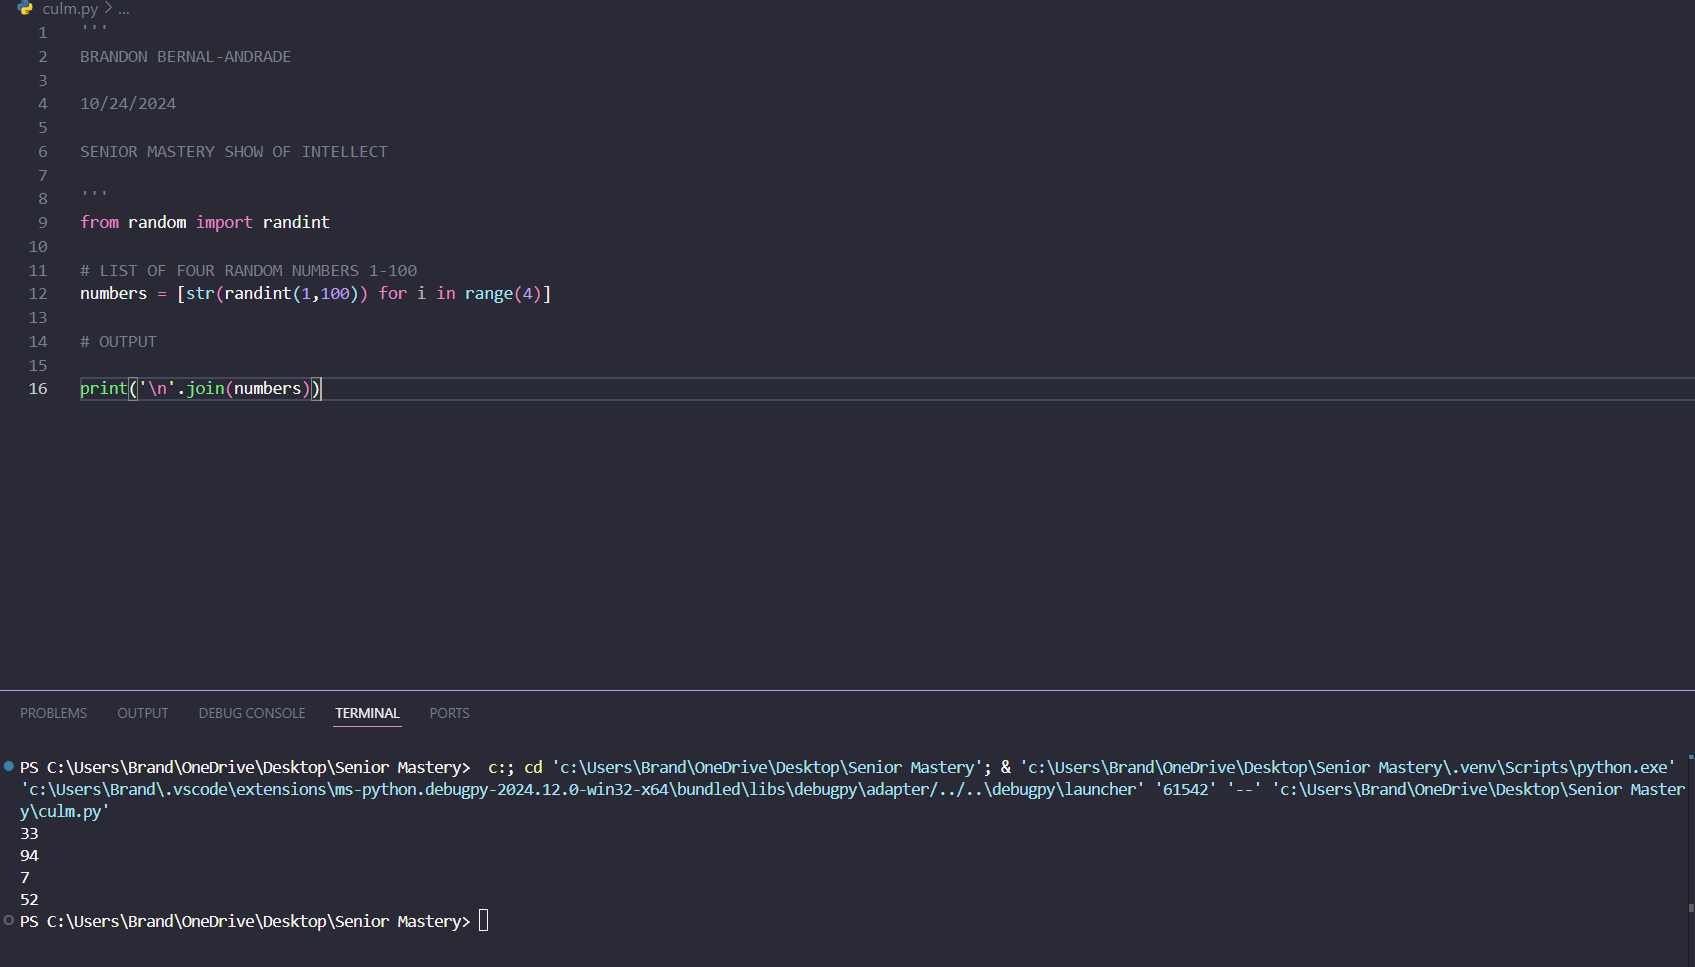 culm.py > ...
1 '''
2 BRANDON BERNAL-ANDRADE
3
4 10/24/2024
5
6 SENIOR MASTERY SHOW OF INTELLECT
7
8 '''
9 from random import randint
10
11 # LIST OF FOUR RANDOM NUMBERS 1-100
12 numbers = [str(randint(1,100)) for i in range(4)]
13
14 # OUTPUT
15
16 print('\n'.join(numbers))
PROBLEMS OUTPUT DEBUG CONSOLE TERMINAL PORTS
PS C:\Users\Brand\OneDrive\Desktop\Senior Mastery>  c:; cd 'c:\Users\Brand\OneDrive\Desktop\Senior Mastery'; & 'c:\Users\Brand\OneDrive\Desktop\Senior Mastery\.venv\Scripts\python.exe'
'c:\Users\Brand\.vscode\extensions\ms-python.debugpy-2024.12.0-win32-x64\bundled\libs\debugpy\adapter/../..\debugpy\launcher' '61542' '--' 'c:\Users\Brand\OneDrive\Desktop\Senior Master
y\culm.py'
33
94
7
52
PS C:\Users\Brand\OneDrive\Desktop\Senior Mastery>